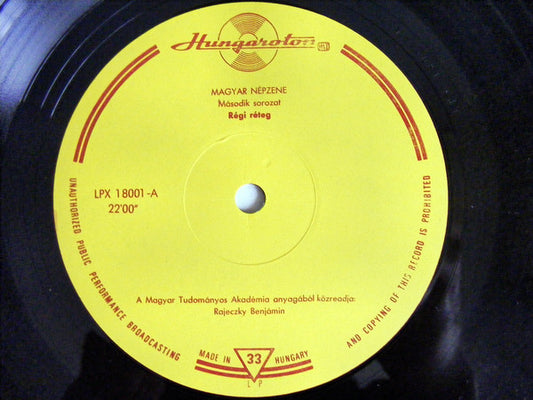 Hungaroton
MAGYAR NÉPZENE
Második sorozat
Régi réteg
LPX 18001-A
22'00"
A Magyar Tudományos Akadémia anyagából közreadja:
Rajeczky Benjámin
UNAUTHORIZED PUBLIC PERFORMANCE BROADCASTING
AND COPYING OF THIS RECORD IS PROHIBITED
MADE IN HUNGARY
33
LP